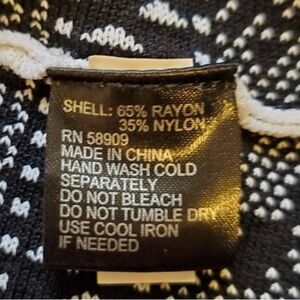 SHELL: 65% RAYON
35% NYLON
RN 58909
MADE IN CHINA
HAND WASH COLD
SEPARATELY
DO NOT BLEACH
DO NOT TUMBLE DRY
USE COOL IRON
IF NEEDED